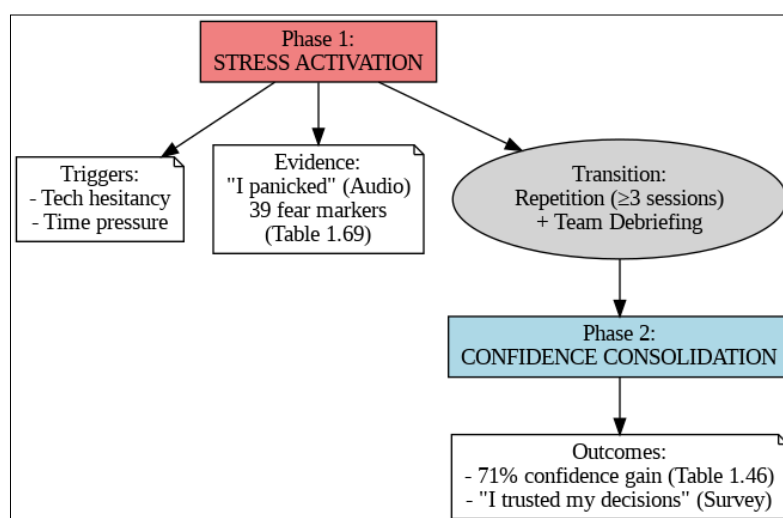 Phase 1:
STRESS ACTIVATION
Triggers:
- Tech hesitancy
- Time pressure
Evidence:
"I panicked" (Audio)
39 fear markers
(Table 1.69)
Transition:
Repetition (≥3 sessions)
+ Team Debriefing
Phase 2:
CONFIDENCE CONSOLIDATION
Outcomes:
- 71% confidence gain (Table 1.46)
- "I trusted my decisions" (Survey)